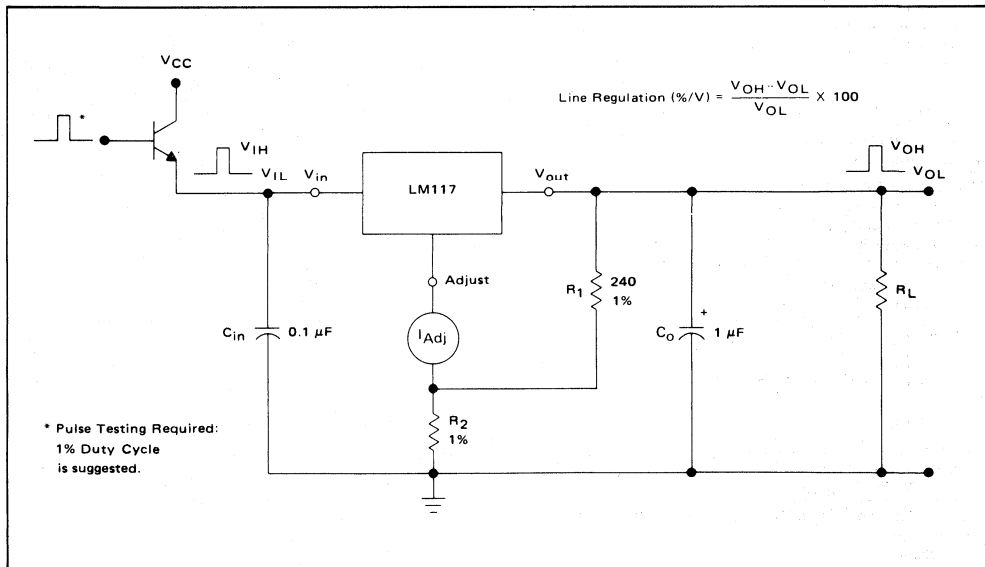 VCC
Line Regulation (%/V) = (VOH - VOL) / VOL X 100
*
VIH
VIL
Vin
LM117
Vout
VOH
VOL
Adjust
R1
240
1%
RL
Cin
0.1 µF
IAdj
CO
+
1 µF
R2
1%
* Pulse Testing Required:
1% Duty Cycle
is suggested.